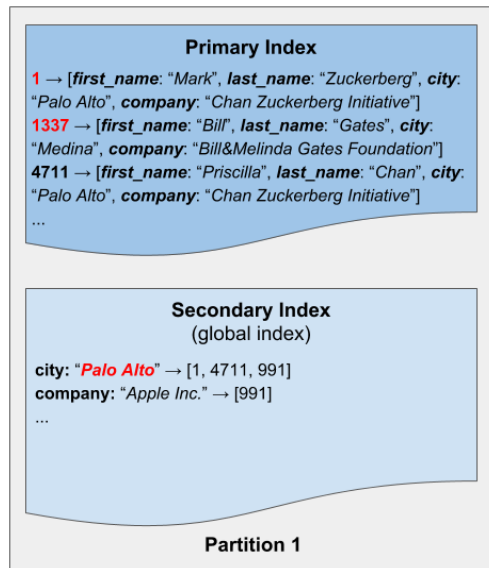 Primary Index
1 → [first_name: “Mark”, last_name: “Zuckerberg”, city:
“Palo Alto”, company: “Chan Zuckerberg Initiative”]
1337 → [first_name: “Bill”, last_name: “Gates”, city:
“Medina”, company: “Bill&Melinda Gates Foundation”]
4711 → [first_name: “Priscilla”, last_name: “Chan”, city:
“Palo Alto”, company: “Chan Zuckerberg Initiative”]
...
Secondary Index
(global index)
city: “Palo Alto” → [1, 4711, 991]
company: “Apple Inc.” → [991]
...
Partition 1